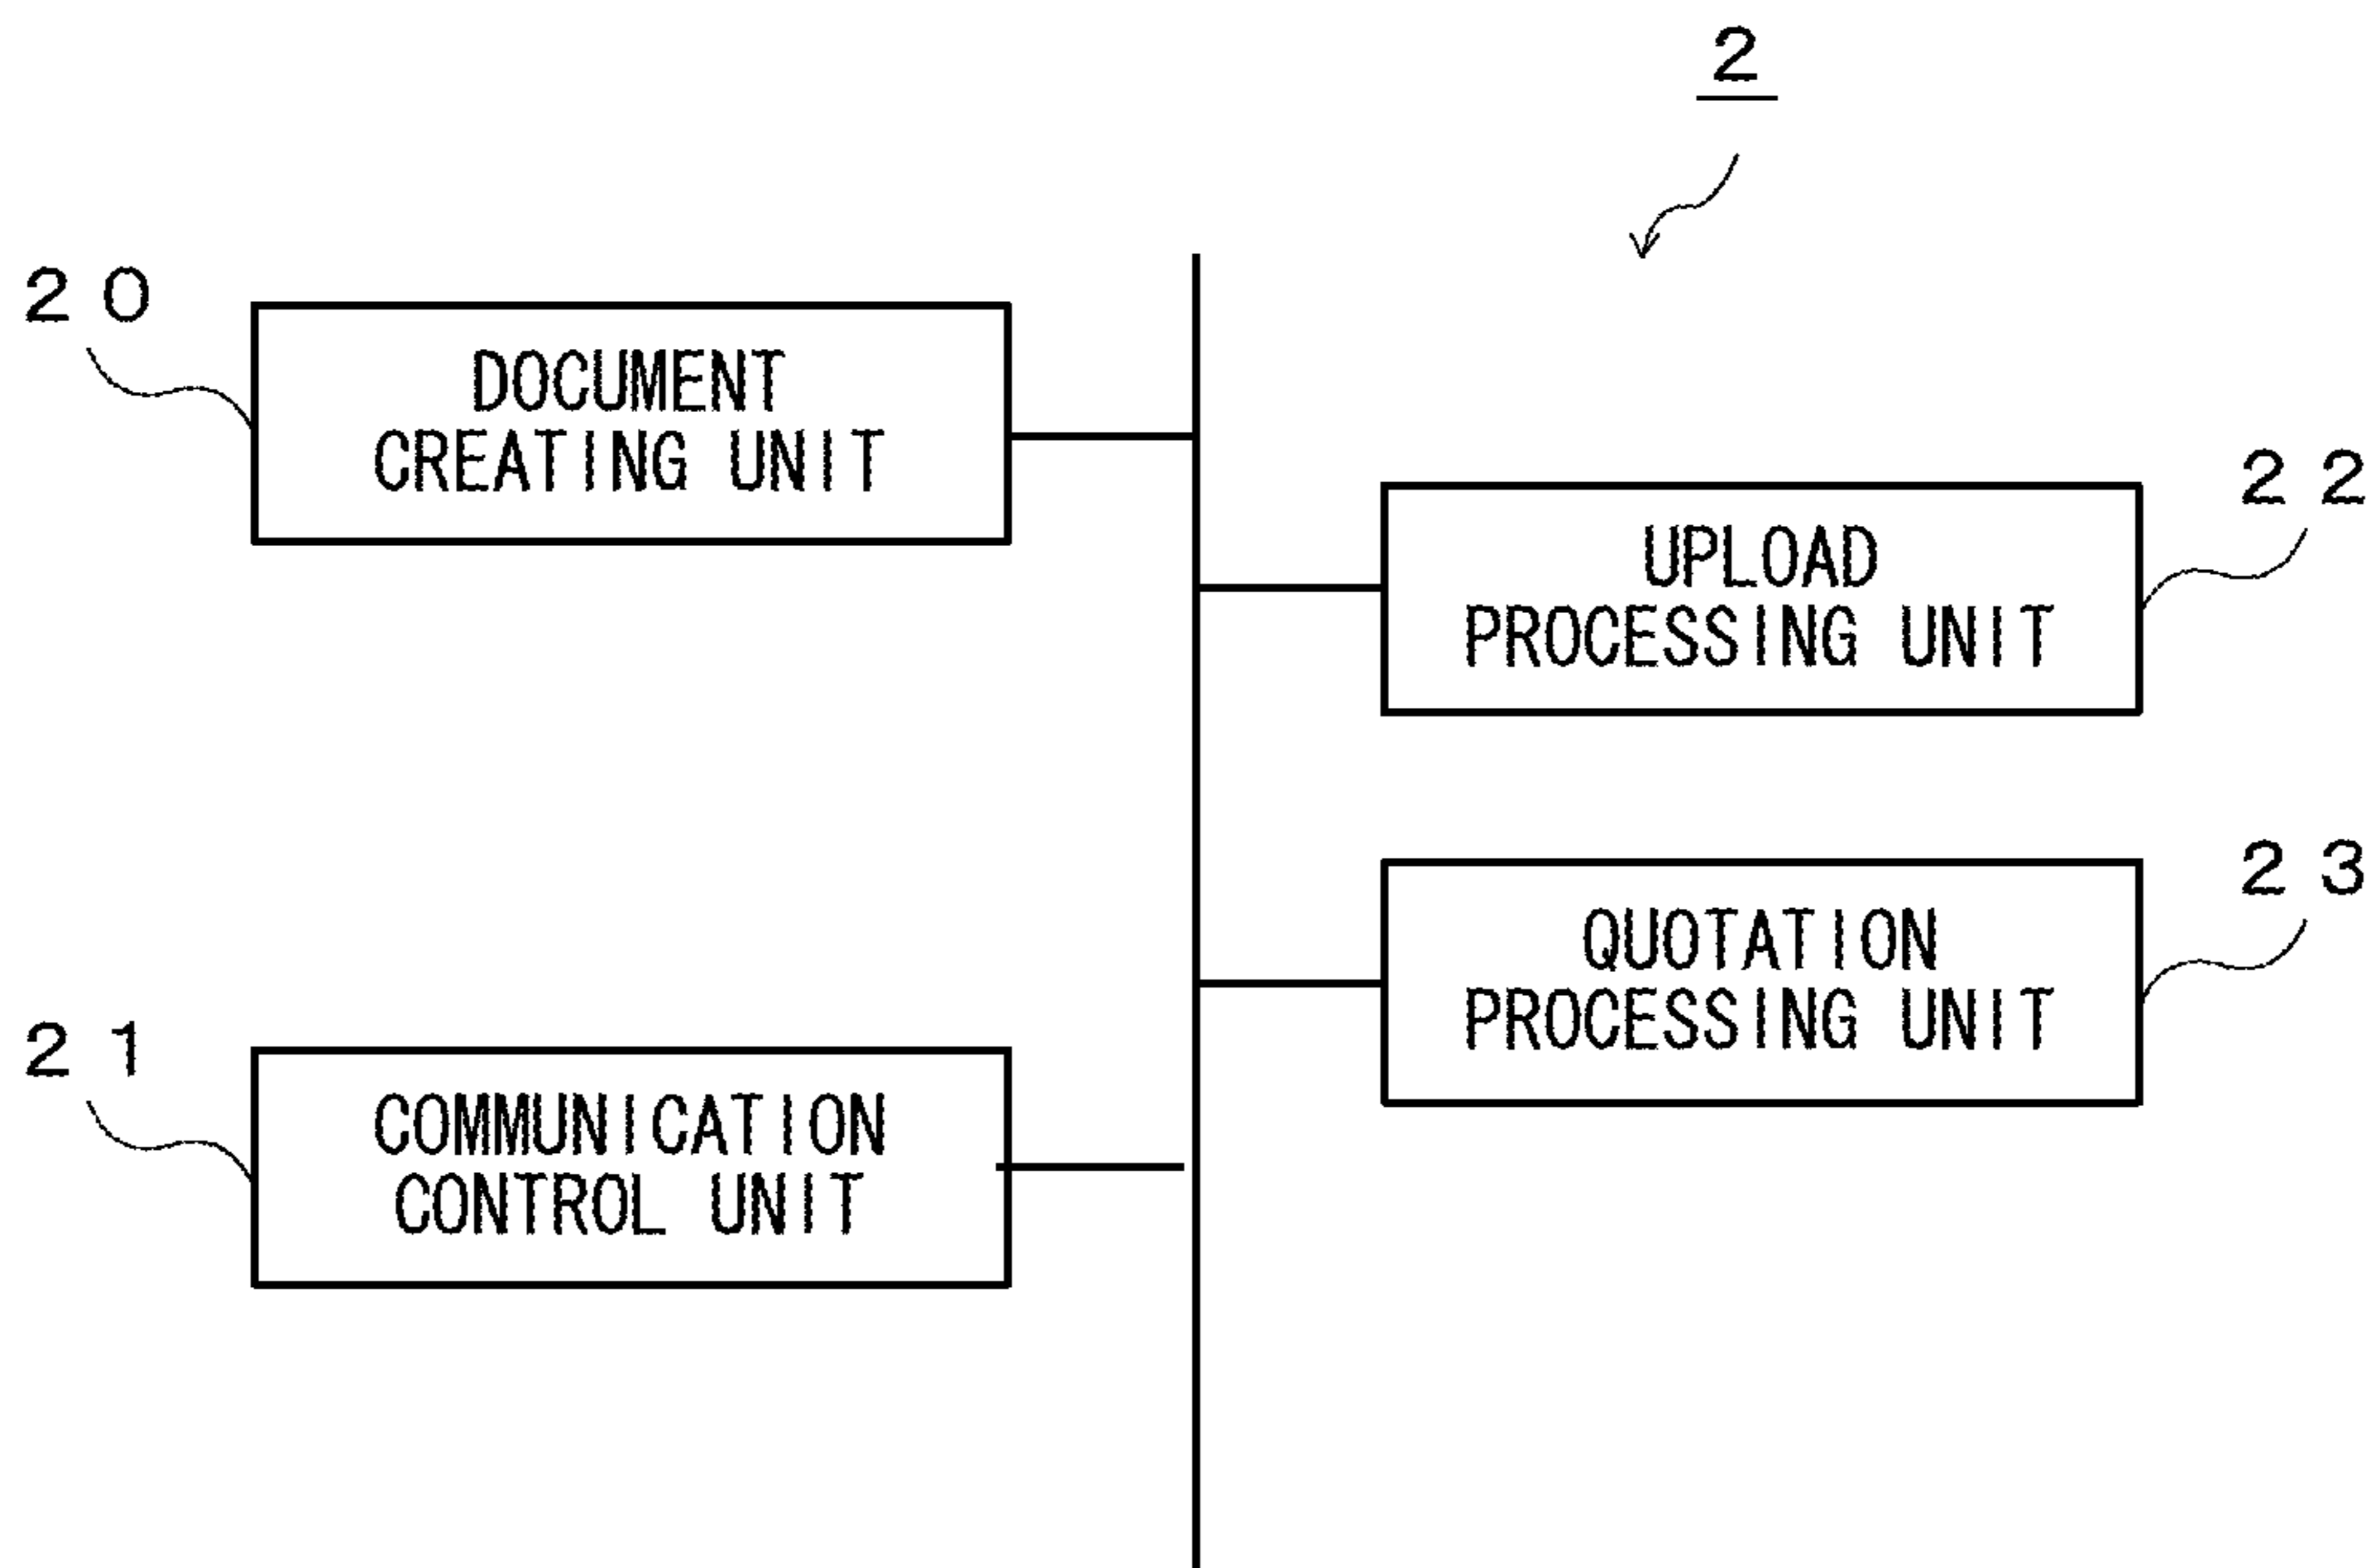 2
20
DOCUMENT
CREATING UNIT
22
UPLOAD
PROCESSING UNIT
23
QUOTATION
PROCESSING UNIT
21
COMMUNICATION
CONTROL UNIT